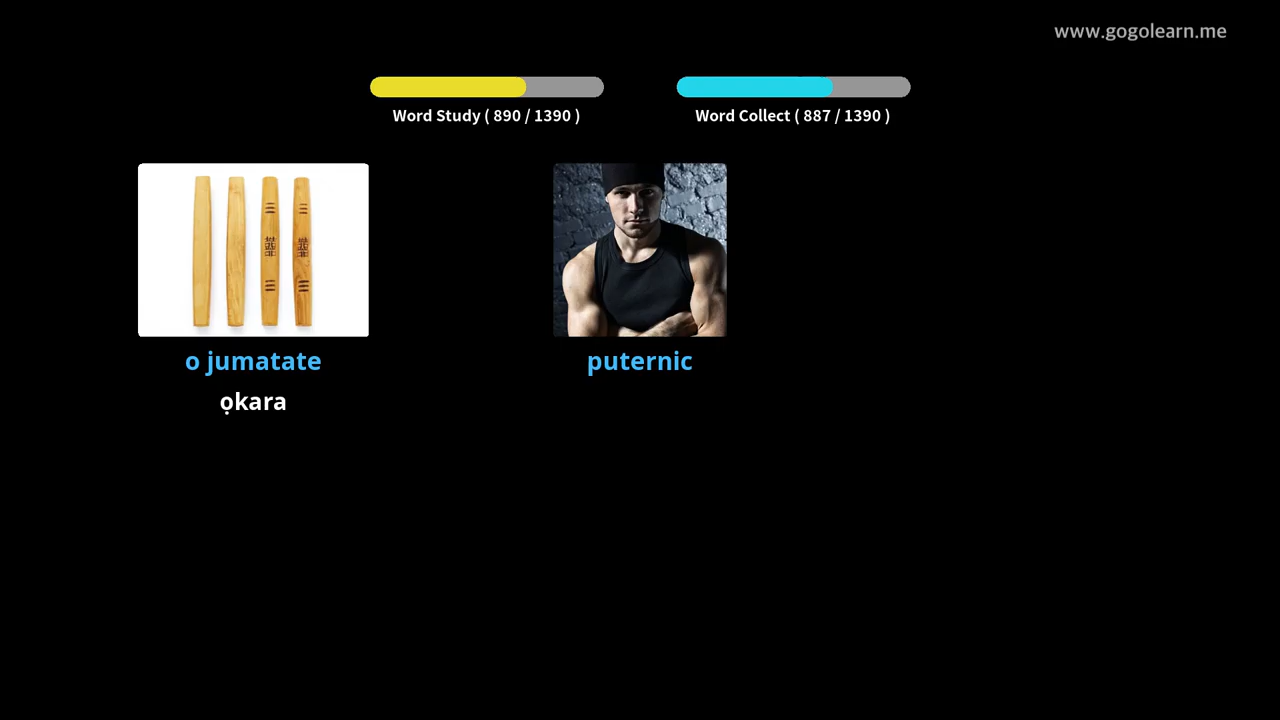 www.gogolearn.me
Word Study ( 890 / 1390 )
Word Collect ( 887 / 1390 )
o jumatate
ọkara
puternic